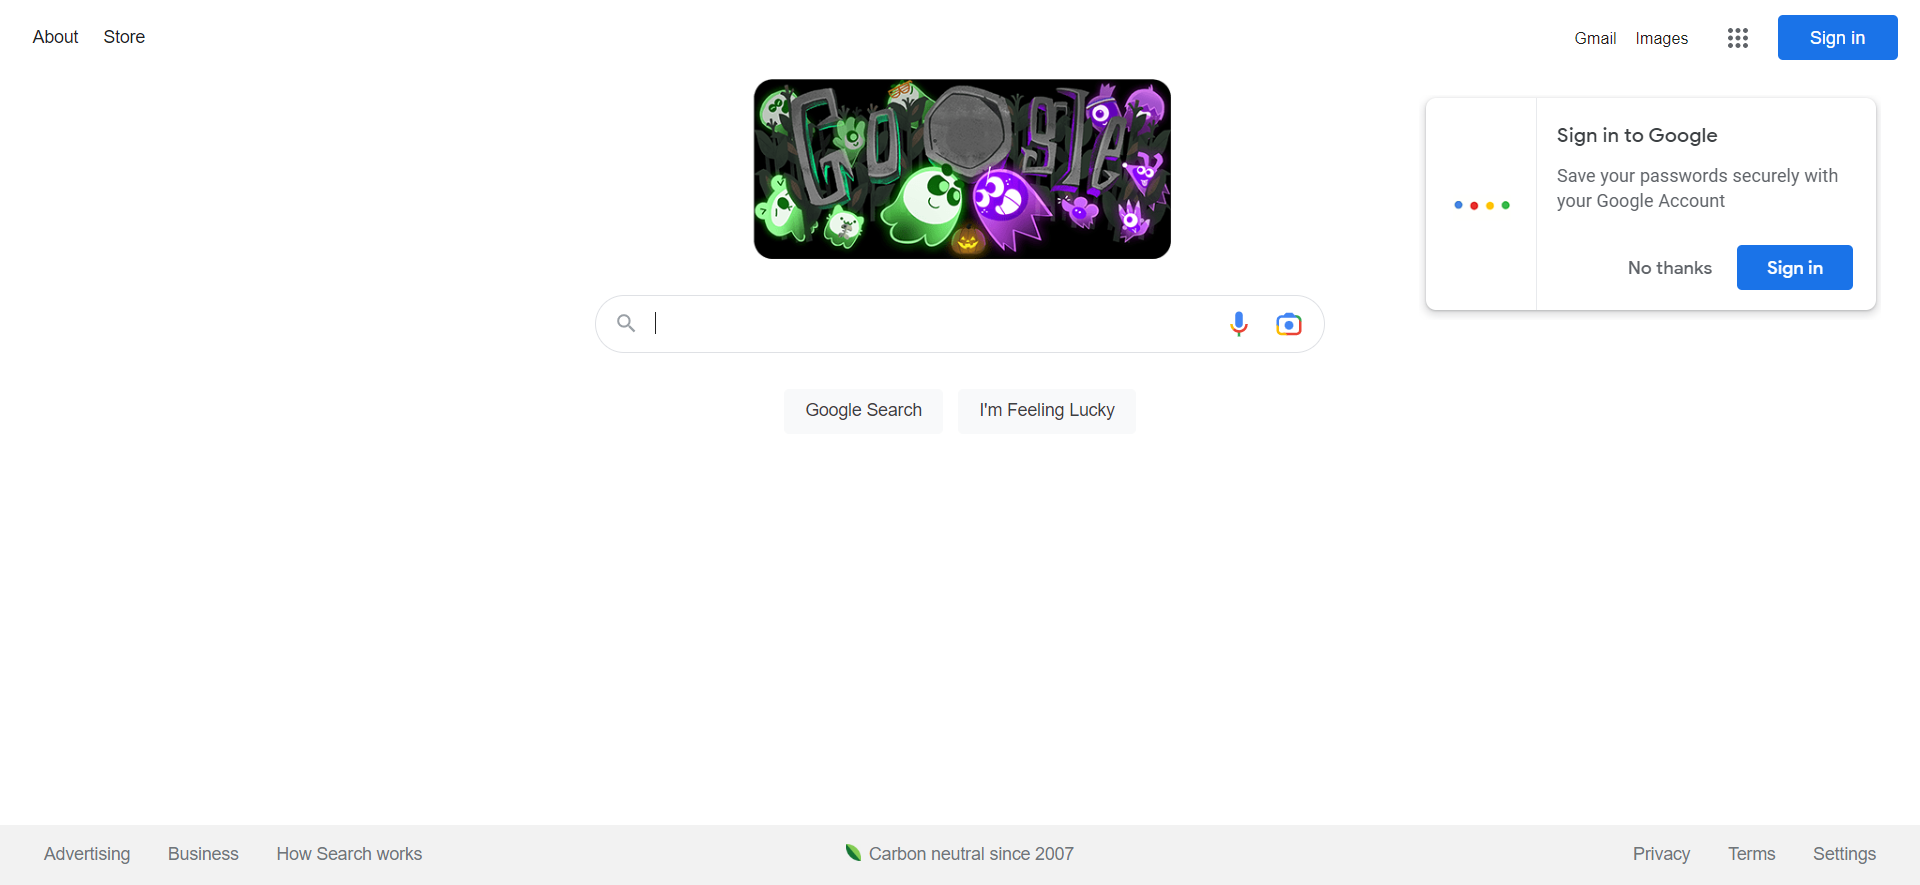 About Store
Gmail Images Sign in
Google
Sign in to Google
Save your passwords securely with
your Google Account
No thanks Sign in
Google Search I'm Feeling Lucky
Advertising Business How Search works
Carbon neutral since 2007
Privacy Terms Settings